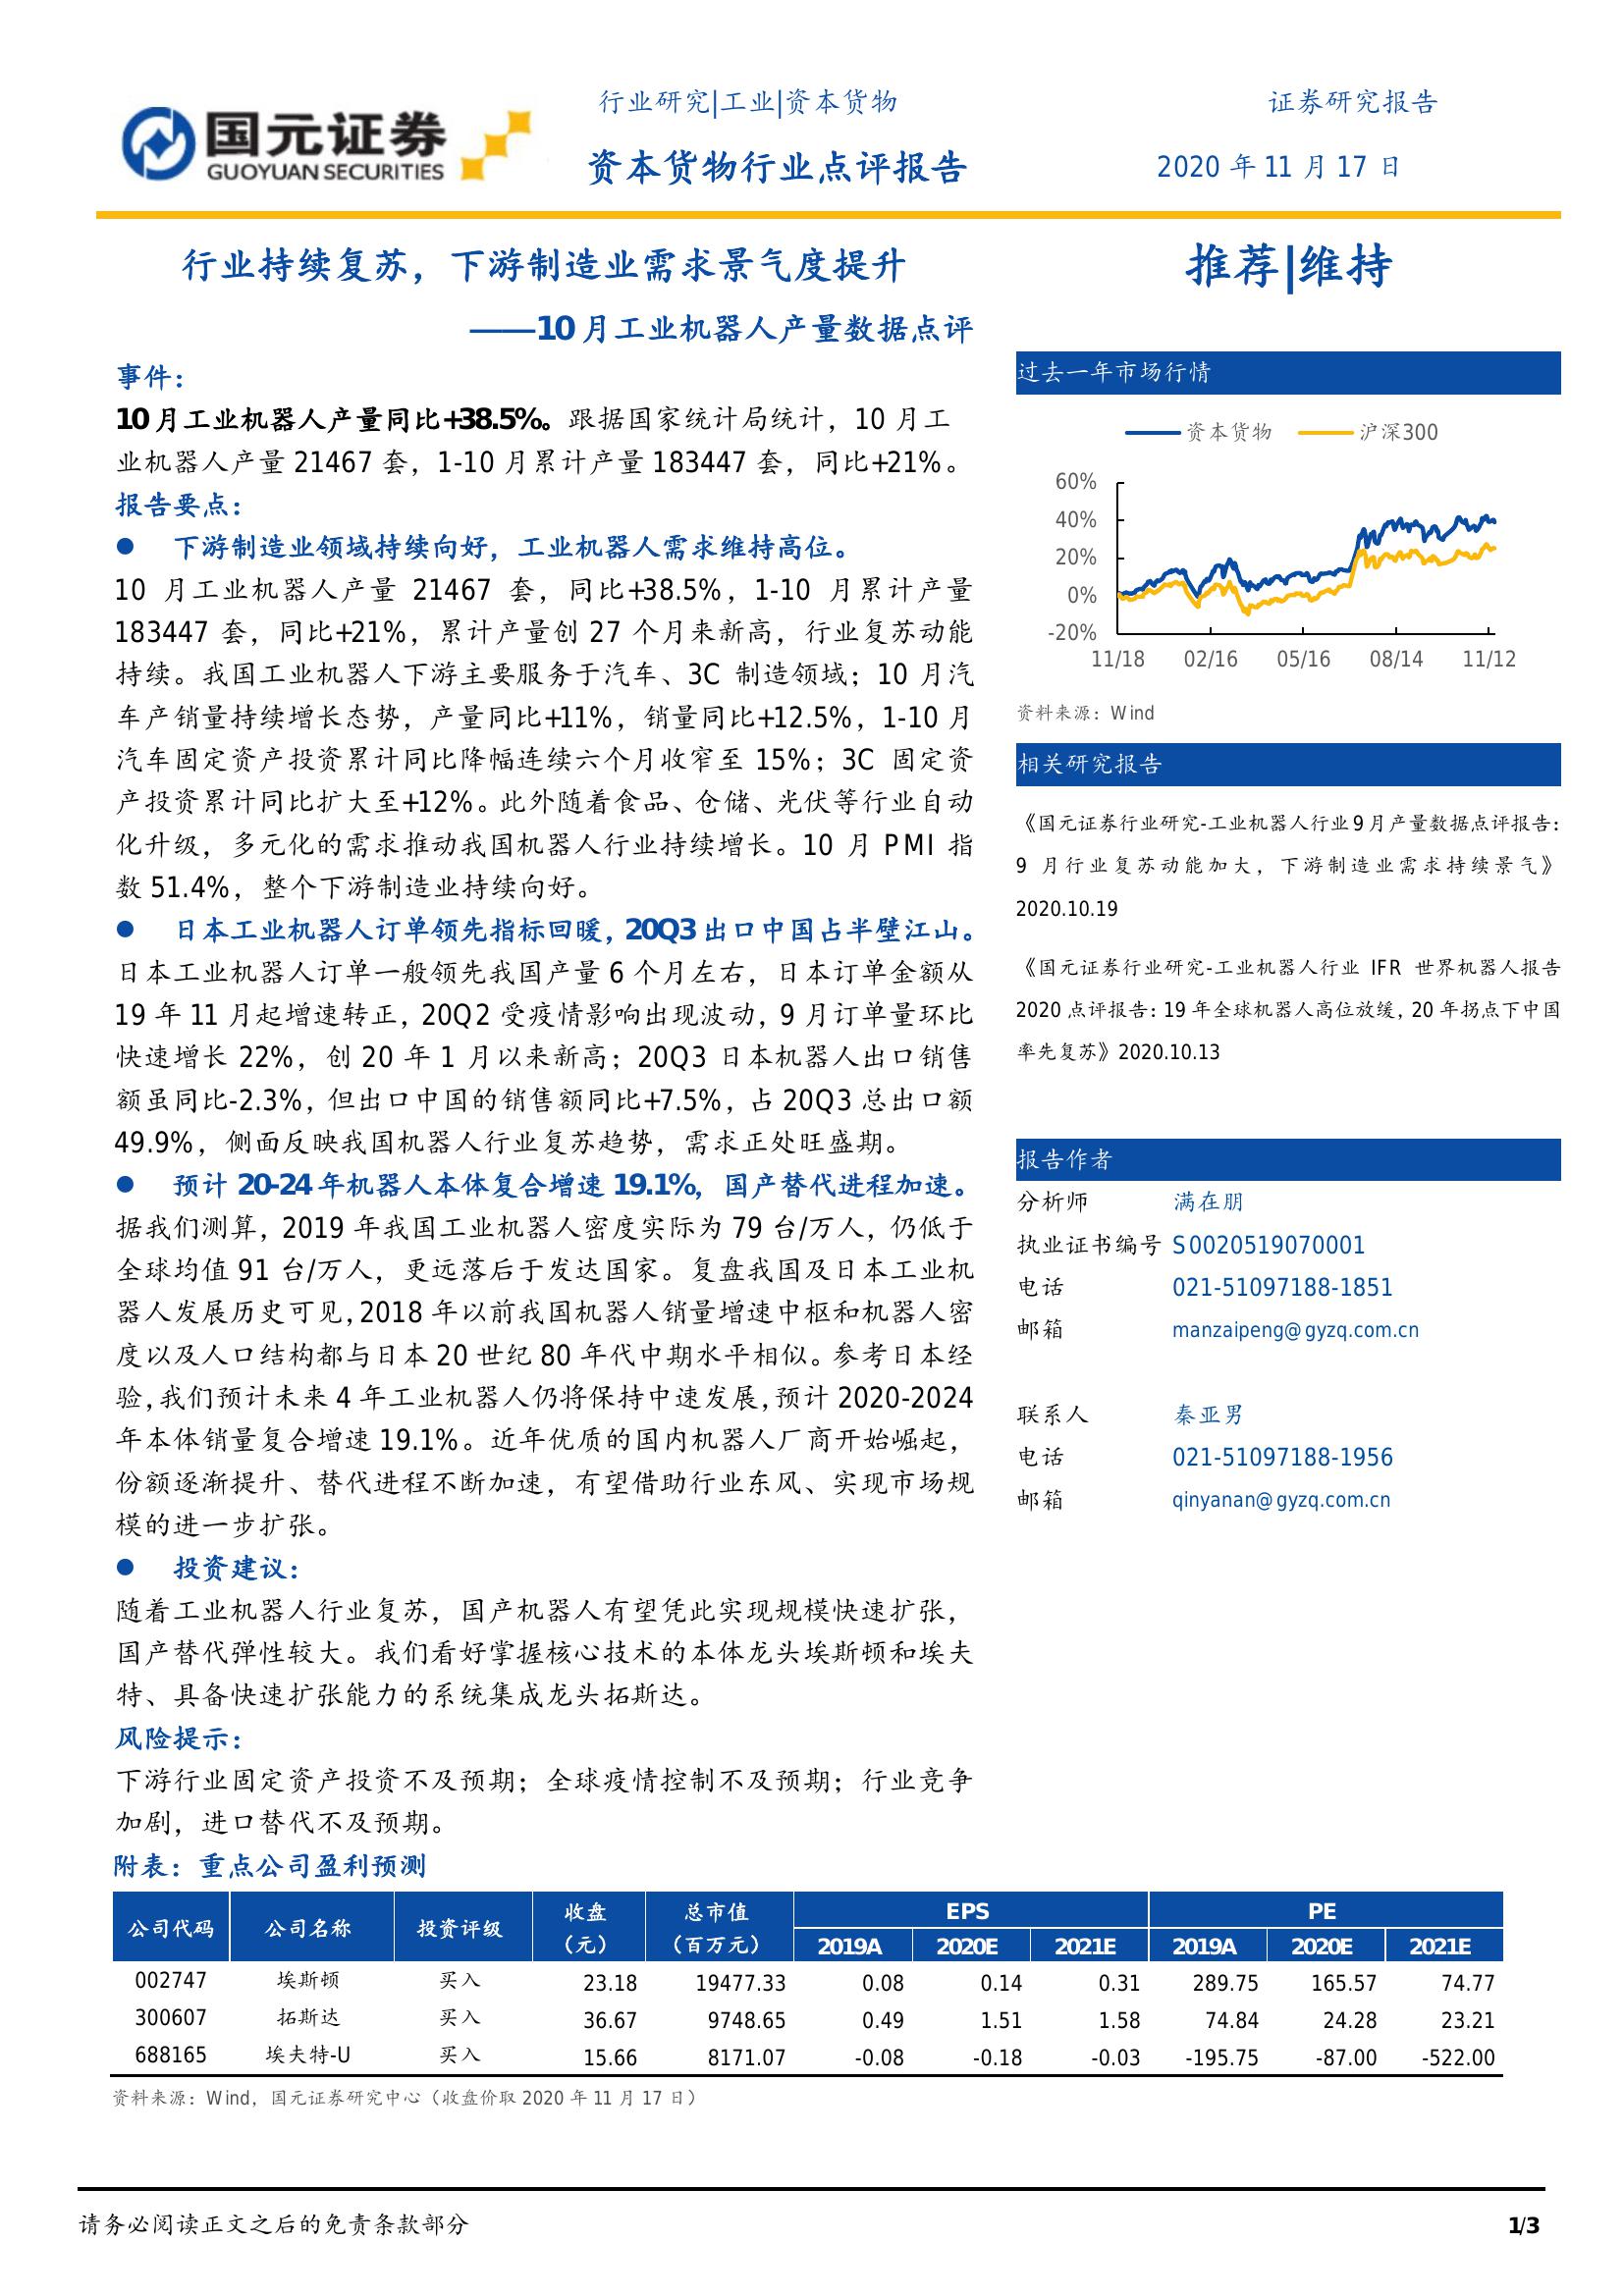 国元证券
GUOYUAN SECURITIES
行业研究|工业|资本货物
证券研究报告
资本货物行业点评报告
2020 年 11 月 17 日
行业持续复苏，下游制造业需求景气度提升
——10 月工业机器人产量数据点评
事件：
10 月工业机器人产量同比+38.5%。跟据国家统计局统计，10 月工
业机器人产量 21467 套，1-10 月累计产量 183447 套，同比+21%。
报告要点：
● 下游制造业领域持续向好，工业机器人需求维持高位。
10 月工业机器人产量 21467 套，同比+38.5%，1-10 月累计产量
183447 套，同比+21%，累计产量创 27 个月来新高，行业复苏动能
持续。我国工业机器人下游主要服务于汽车、3C 制造领域；10 月汽
车产销量持续增长态势，产量同比+11%，销量同比+12.5%，1-10 月
汽车固定资产投资累计同比降幅连续六个月收窄至 15%；3C 固定资
产投资累计同比扩大至+12%。此外随着食品、仓储、光伏等行业自动
化升级，多元化的需求推动我国机器人行业持续增长。10 月 PMI 指
数 51.4%，整个下游制造业持续向好。
● 日本工业机器人订单领先指标回暖，20Q3 出口中国占半壁江山。
日本工业机器人订单一般领先我国产量 6 个月左右，日本订单金额从
19 年 11 月起增速转正，20Q2 受疫情影响出现波动，9 月订单量环比
快速增长 22%，创 20 年 1 月以来新高；20Q3 日本机器人出口销售
额虽同比-2.3%，但出口中国的销售额同比+7.5%，占 20Q3 总出口额
49.9%，侧面反映我国机器人行业复苏趋势，需求正处旺盛期。
● 预计 20-24 年机器人本体复合增速 19.1%，国产替代进程加速。
据我们测算，2019 年我国工业机器人密度实际为 79 台/万人，仍低于
全球均值 91 台/万人，更远落后于发达国家。复盘我国及日本工业机
器人发展历史可见，2018 年以前我国机器人销量增速中枢和机器人密
度以及人口结构都与日本 20 世纪 80 年代中期水平相似。参考日本经
验，我们预计未来 4 年工业机器人仍将保持中速发展，预计 2020-2024
年本体销量复合增速 19.1%。近年优质的国内机器人厂商开始崛起，
份额逐渐提升、替代进程不断加速，有望借助行业东风、实现市场规
模的进一步扩张。
● 投资建议：
随着工业机器人行业复苏，国产机器人有望凭此实现规模快速扩张，
国产替代弹性较大。我们看好掌握核心技术的本体龙头埃斯顿和埃夫
特、具备快速扩张能力的系统集成龙头拓斯达。
风险提示：
下游行业固定资产投资不及预期；全球疫情控制不及预期；行业竞争
加剧，进口替代不及预期。
推荐|维持
过去一年市场行情
资本货物 沪深300
60%
40%
20%
0%
-20%
11/18 02/16 05/16 08/14 11/12
资料来源：Wind
相关研究报告
《国元证券行业研究-工业机器人行业9月产量数据点评报告：
9 月行业复苏动能加大，下游制造业需求持续景气》
2020.10.19
《国元证券行业研究-工业机器人行业 IFR 世界机器人报告
2020 点评报告：19 年全球机器人高位放缓，20 年拐点下中国
率先复苏》2020.10.13
报告作者
分析师 满在朋
执业证书编号 S0020519070001
电话 021-51097188-1851
邮箱 manzaipeng@gyzq.com.cn
联系人 秦亚男
电话 021-51097188-1956
邮箱 qinyanan@gyzq.com.cn
附表：重点公司盈利预测
公司代码 公司名称 投资评级 收盘（元） 总市值（百万元） EPS PE
2019A 2020E 2021E 2019A 2020E 2021E
002747 埃斯顿 买入 23.18 19477.33 0.08 0.14 0.31 289.75 165.57 74.77
300607 拓斯达 买入 36.67 9748.65 0.49 1.51 1.58 74.84 24.28 23.21
688165 埃夫特-U 买入 15.66 8171.07 -0.08 -0.18 -0.03 -195.75 -87.00 -522.00
资料来源：Wind，国元证券研究中心（收盘价取 2020 年 11 月 17 日）
请务必阅读正文之后的免责条款部分
1/3